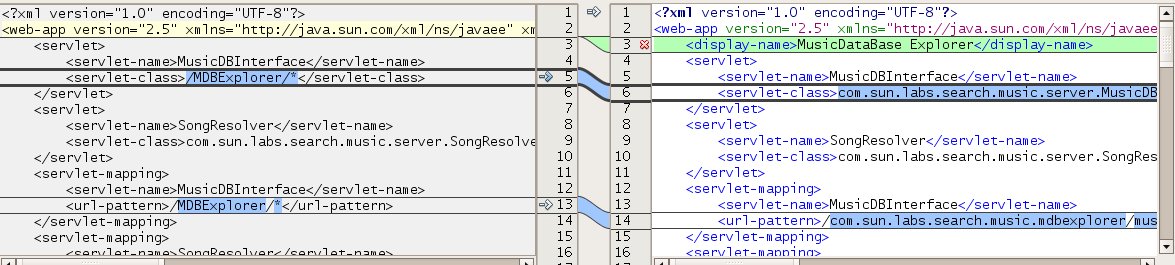 <?xml version="1.0" encoding="UTF-8"?>
<web-app version="2.5" xmlns="http://java.sun.com/xml/ns/javaee" xm
<servlet>
<servlet-name>MusicDBInterface</servlet-name>
<servlet-class>/MDBExplorer/*</servlet-class>
</servlet>
<servlet>
<servlet-name>SongResolver</servlet-name>
<servlet-class>com.sun.labs.search.music.server.SongResolve
</servlet>
<servlet-mapping>
<servlet-name>MusicDBInterface</servlet-name>
<url-pattern>/MDBExplorer/*</url-pattern>
</servlet-mapping>
<servlet-mapping>
<servlet-name>SongResolver</servlet-name>
1
2
3
4
5
6
7
8
9
10
11
12
13
14
15
16
1
2
3
4
5
6
7
8
9
10
11
12
13
14
15
16
17
<?xml version="1.0" encoding="UTF-8"?>
<web-app version="2.5" xmlns="http://java.sun.com/xml/ns/javaee
<display-name>MusicDataBase Explorer</display-name>
<servlet>
<servlet-name>MusicDBInterface</servlet-name>
<servlet-class>com.sun.labs.search.music.server.MusicDB
</servlet>
<servlet>
<servlet-name>SongResolver</servlet-name>
<servlet-class>com.sun.labs.search.music.server.SongRes
</servlet>
<servlet-mapping>
<servlet-name>MusicDBInterface</servlet-name>
<url-pattern>/com.sun.labs.search.music.mdbexplorer/mus
</servlet-mapping>
<servlet-mapping>